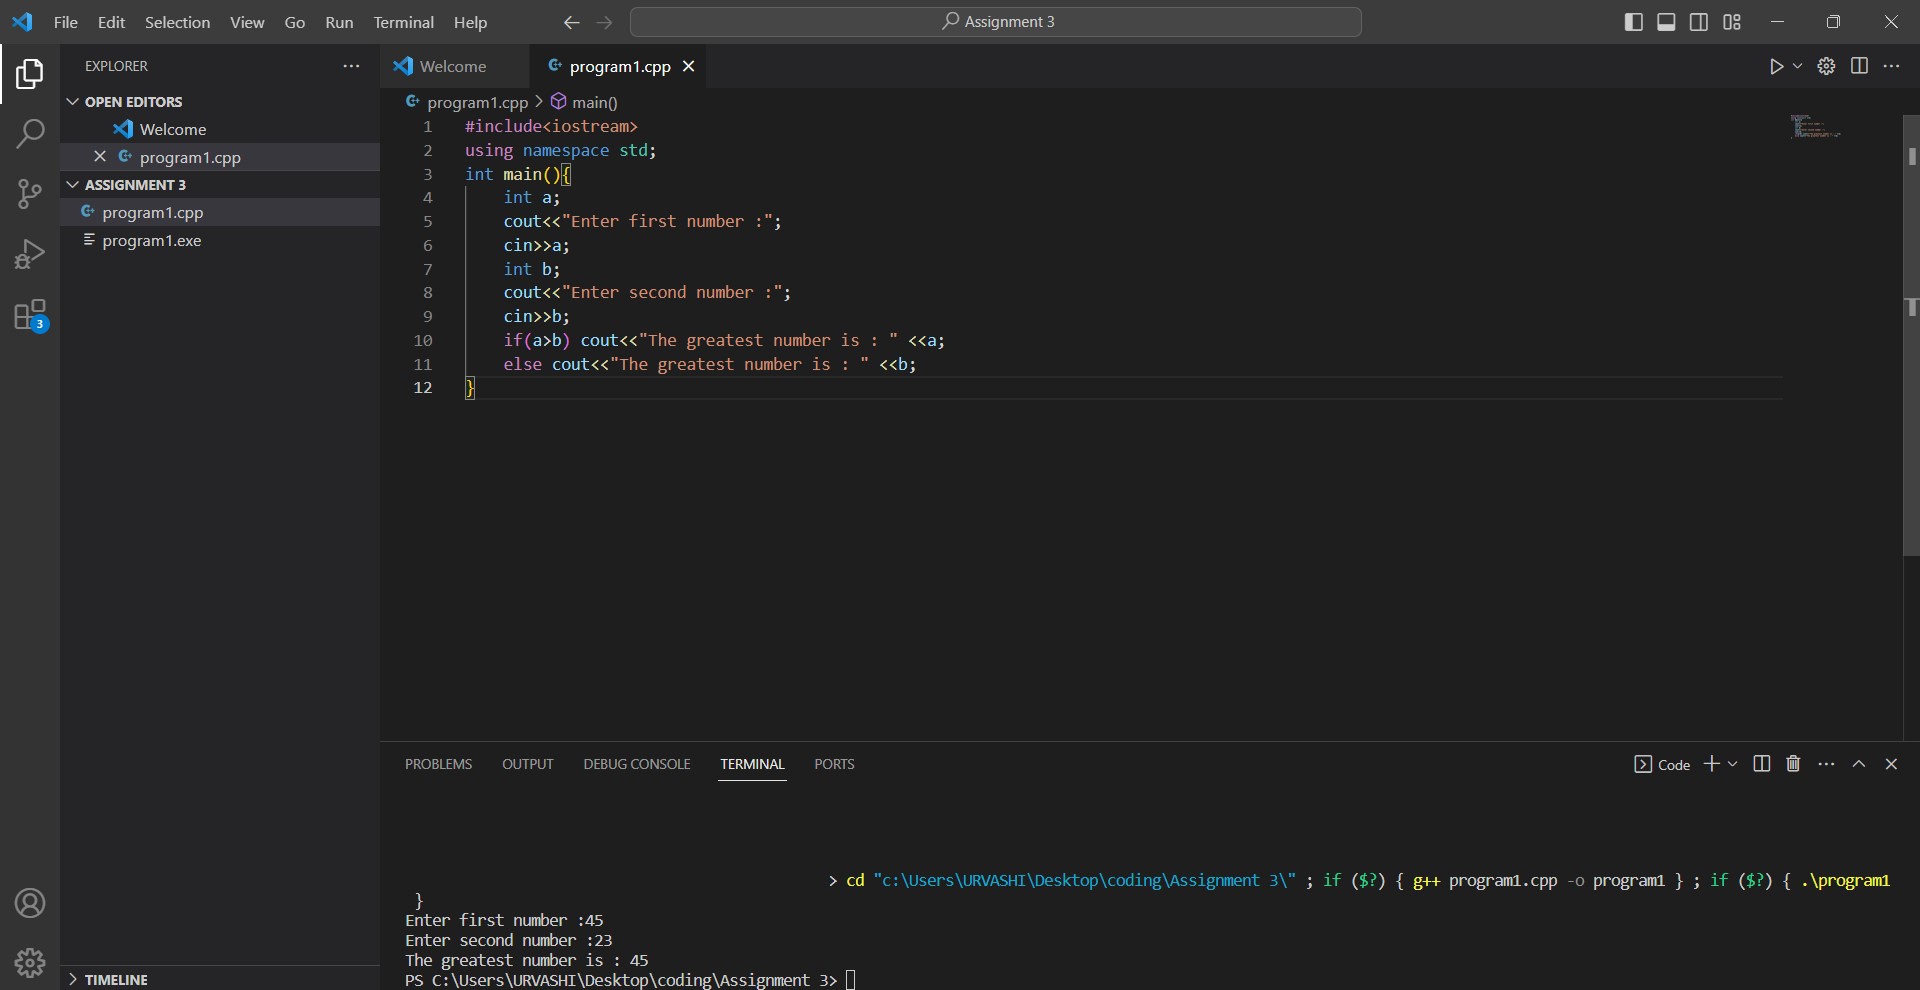 File Edit Selection View Go Run Terminal Help
Assignment 3
EXPLORER
OPEN EDITORS
Welcome
program1.cpp
ASSIGNMENT 3
program1.cpp
program1.exe
3
TIMELINE
Welcome
program1.cpp
program1.cpp > main()
1 #include<iostream>
2 using namespace std;
3 int main(){
4 int a;
5 cout<<"Enter first number :";
6 cin>>a;
7 int b;
8 cout<<"Enter second number :";
9 cin>>b;
10 if(a>b) cout<<"The greatest number is : " <<a;
11 else cout<<"The greatest number is : " <<b;
12 }
PROBLEMS OUTPUT DEBUG CONSOLE TERMINAL PORTS
Code
> cd "c:\Users\URVASHI\Desktop\coding\Assignment 3\" ; if ($?) { g++ program1.cpp -o program1 } ; if ($?) { .\program1
}
Enter first number :45
Enter second number :23
The greatest number is : 45
PS C:\Users\URVASHI\Desktop\coding\Assignment 3>